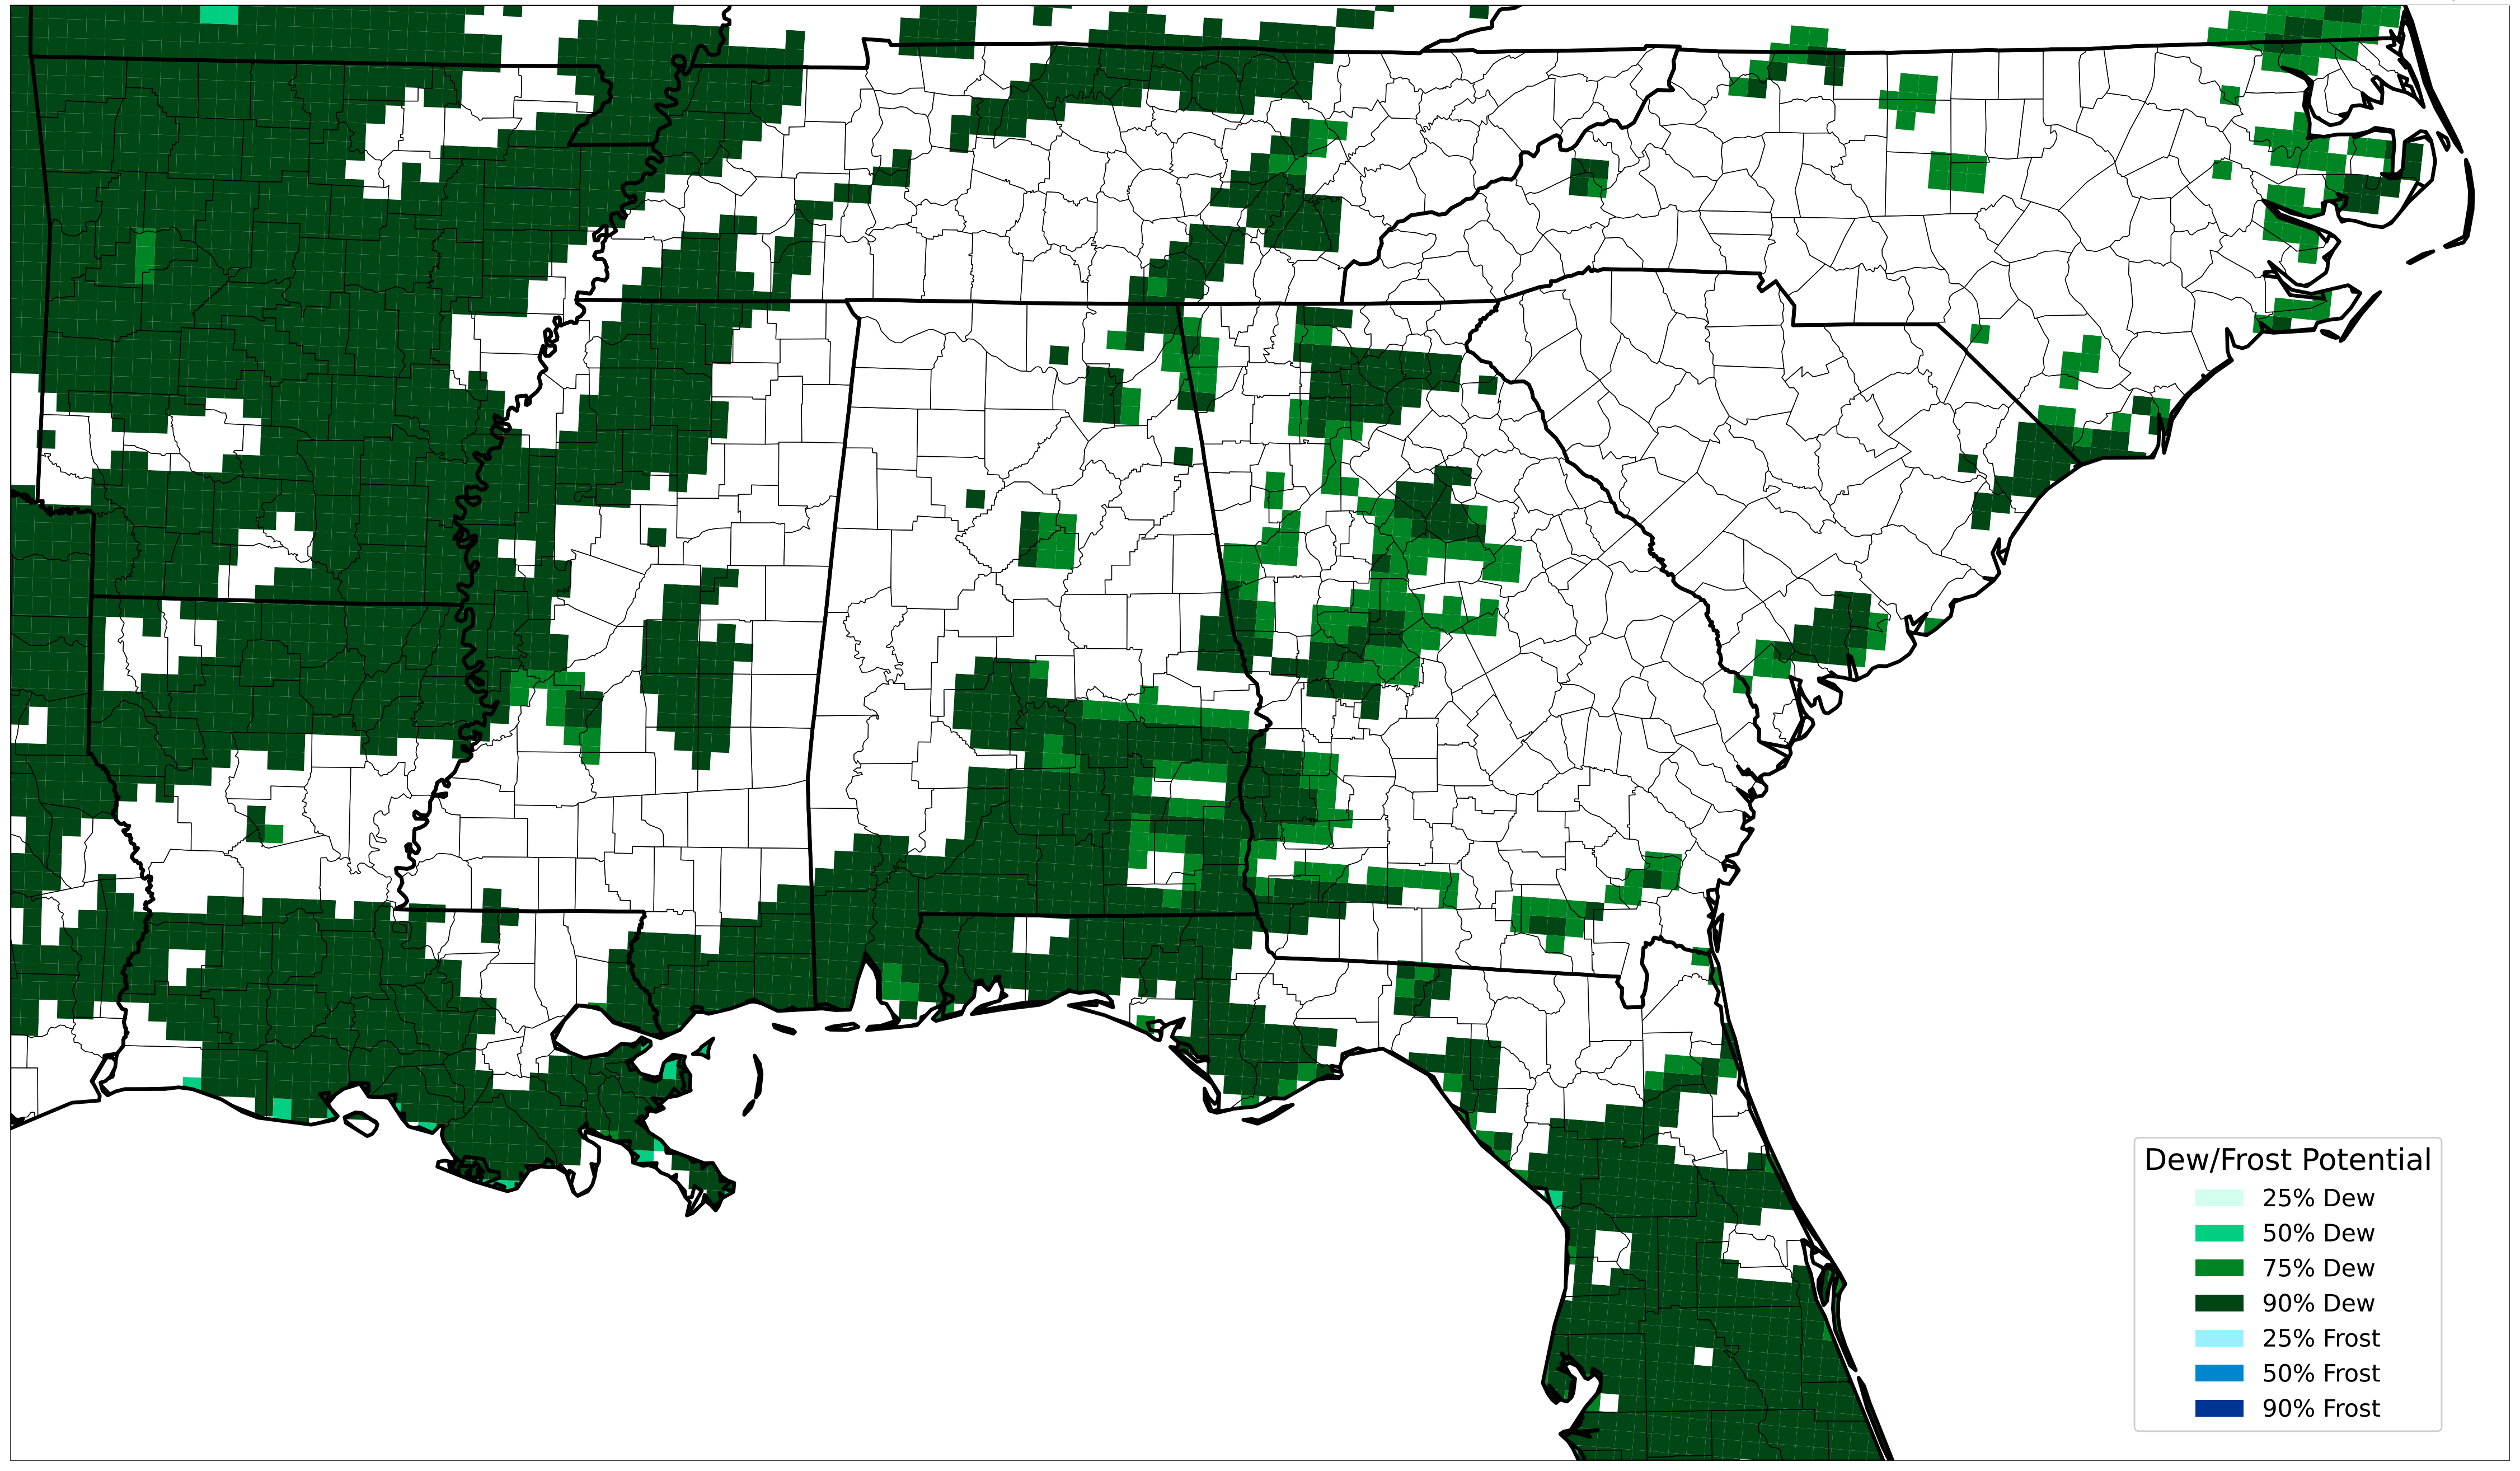 Dew/Frost Potential
25% Dew
50% Dew
75% Dew
90% Dew
25% Frost
50% Frost
90% Frost